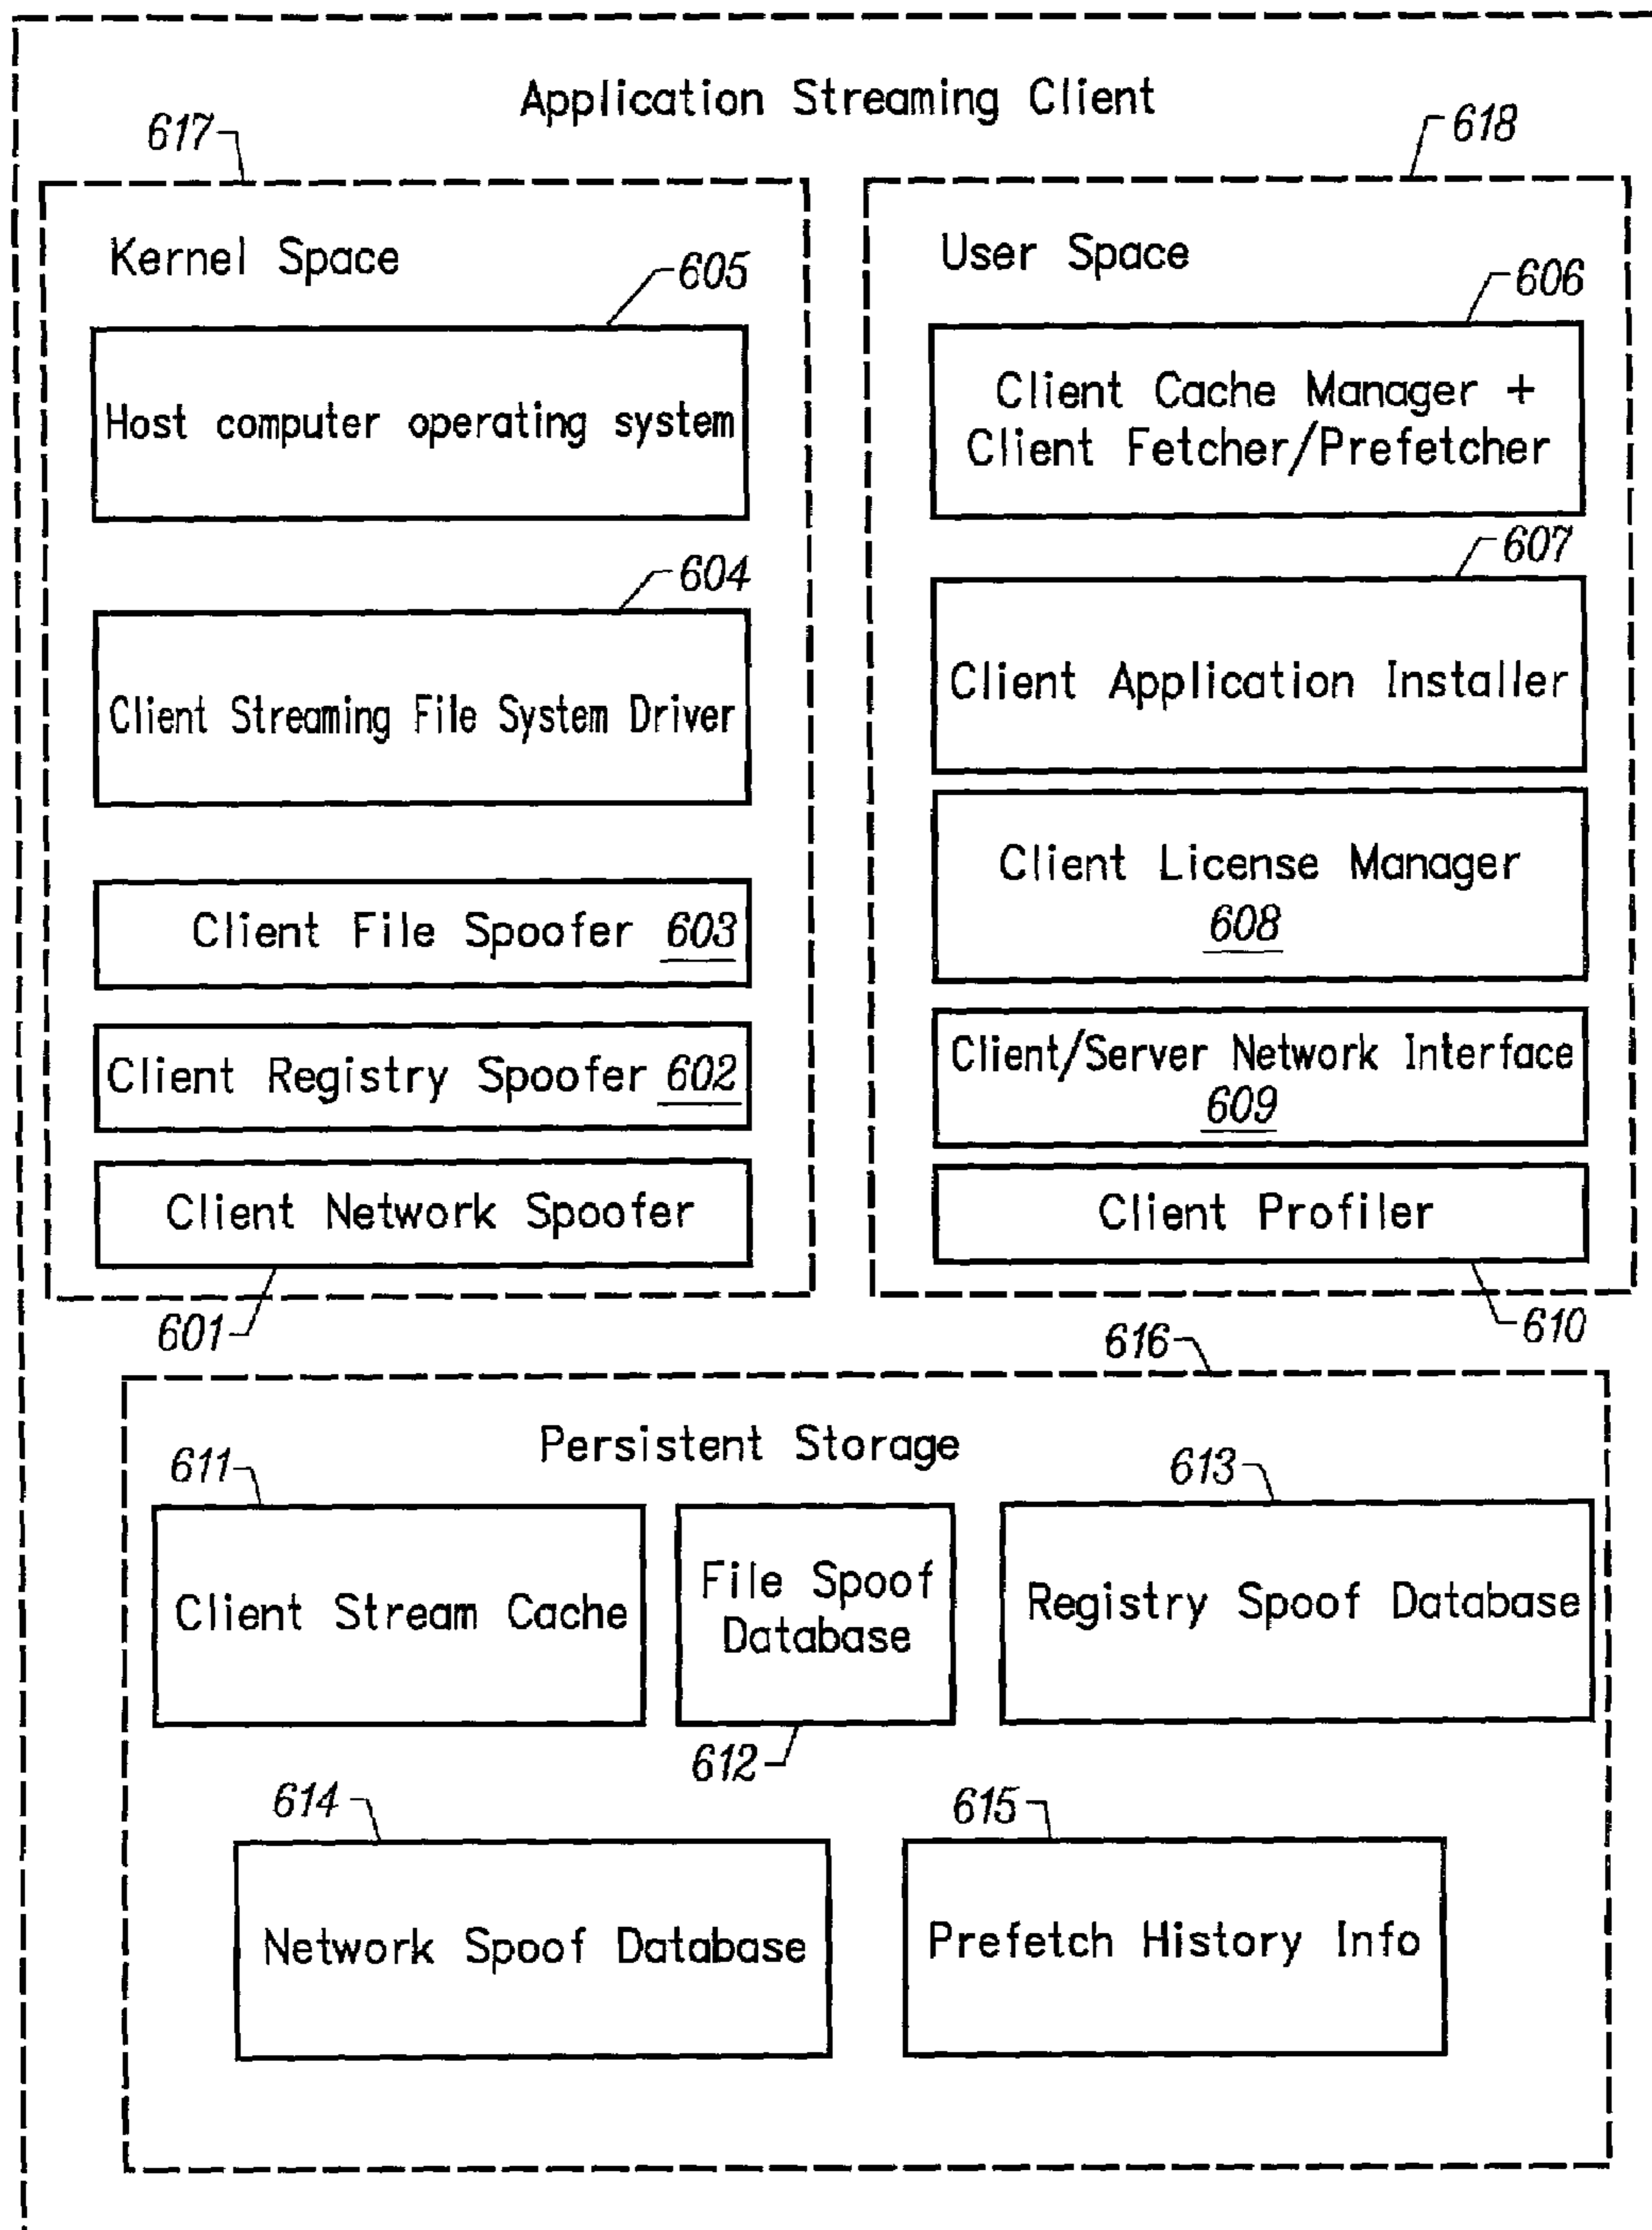 Application Streaming Client
617
618
Kernel Space
605
Host computer operating system
604
Client Streaming File System Driver
Client File Spoofer 603
Client Registry Spoofer 602
Client Network Spoofer
601
User Space
606
Client Cache Manager +
Client Fetcher/Prefetcher
607
Client Application Installer
Client License Manager
608
Client/Server Network Interface
609
Client Profiler
610
616
Persistent Storage
611
Client Stream Cache
File Spoof
Database
612
613
Registry Spoof Database
614
Network Spoof Database
615
Prefetch History Info